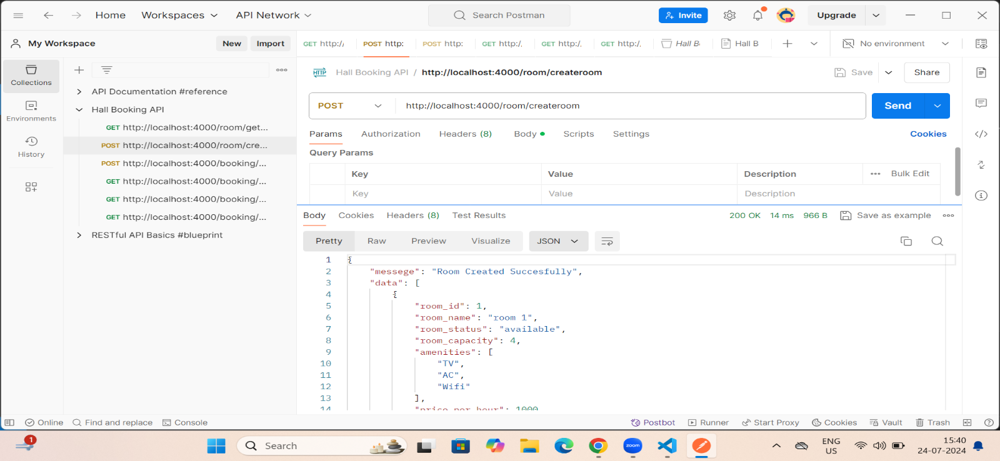 Home Workspaces API Network Search Postman Invite Upgrade
My Workspace New Import GET http:/ POST http: POST http: GET http:/, GET http:/, GET http:/, Hall B Hall B No environment
Collections
Environments
History
API Documentation #reference
Hall Booking API
GET http://localhost:4000/room/get...
POST http://localhost:4000/room/cre...
POST http://localhost:4000/booking/...
GET http://localhost:4000/booking/...
GET http://localhost:4000/booking/...
GET http://localhost:4000/booking/...
RESTful API Basics #blueprint
HTTP Hall Booking API / http://localhost:4000/room/createroom Save Share
POST http://localhost:4000/room/createroom Send
Params Authorization Headers (8) Body Scripts Settings Cookies
Query Params
Key Value Description Bulk Edit
Key Value Description
Body Cookies Headers (8) Test Results 200 OK 14 ms 966 B Save as example
Pretty Raw Preview Visualize JSON
1 {
2 "messege": "Room Created Succesfully",
3 "data": [
4 {
5 "room_id": 1,
6 "room_name": "room 1",
7 "room_status": "available",
8 "room_capacity": 4,
9 "amenities": [
10 "TV",
11 "AC",
12 "Wifi"
13 ],
14 "price_per_hour": 1000
Online Find and replace Console Postbot Runner Start Proxy Cookies Vault Trash
1 Search zoom ENG US 15:40 24-07-2024